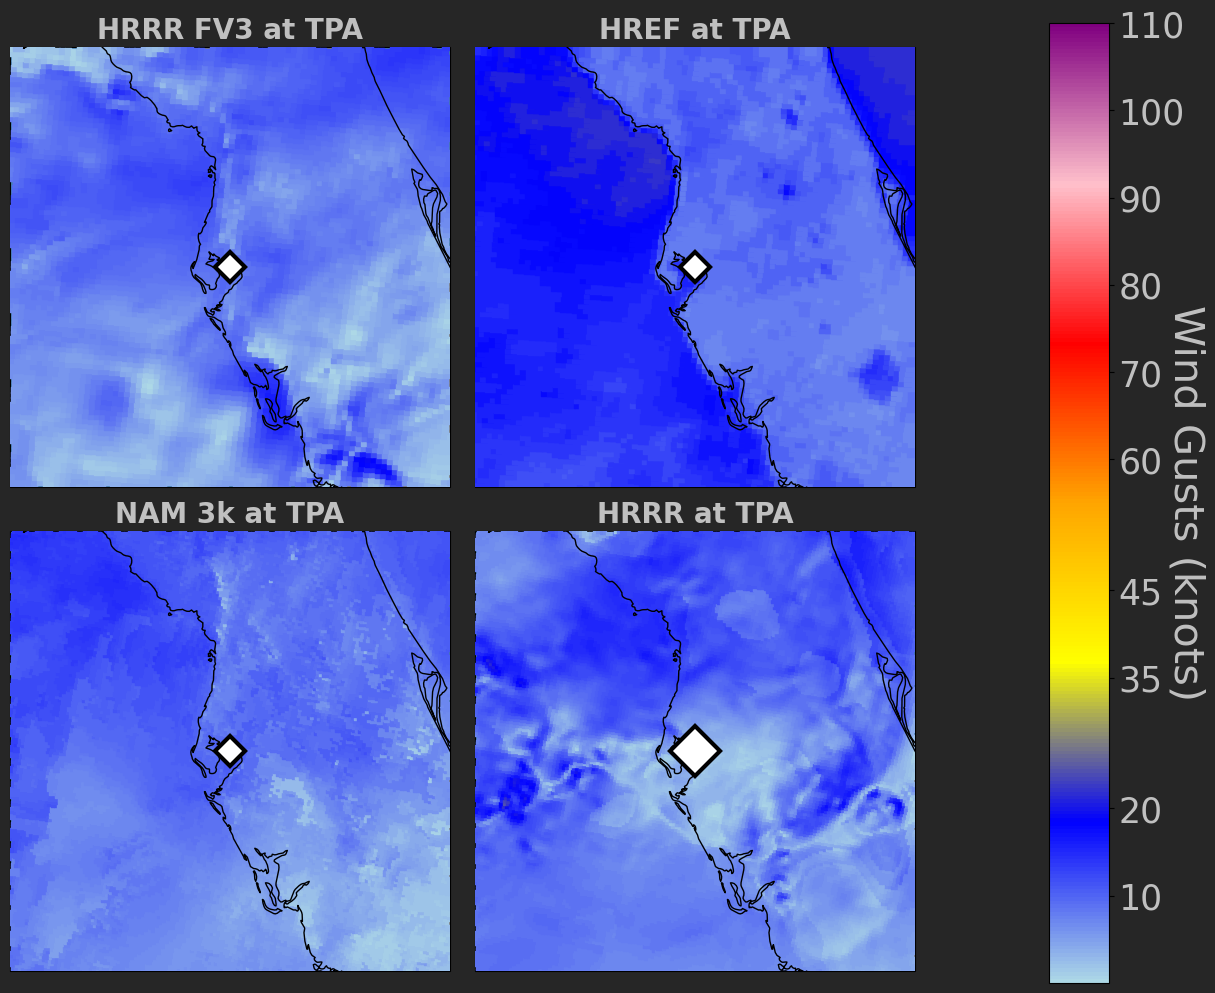 HRRR FV3 at TPA
HREF at TPA
NAM 3k at TPA
HRRR at TPA
110
100
90
80
70
60
45
35
20
10
Wind Gusts (knots)